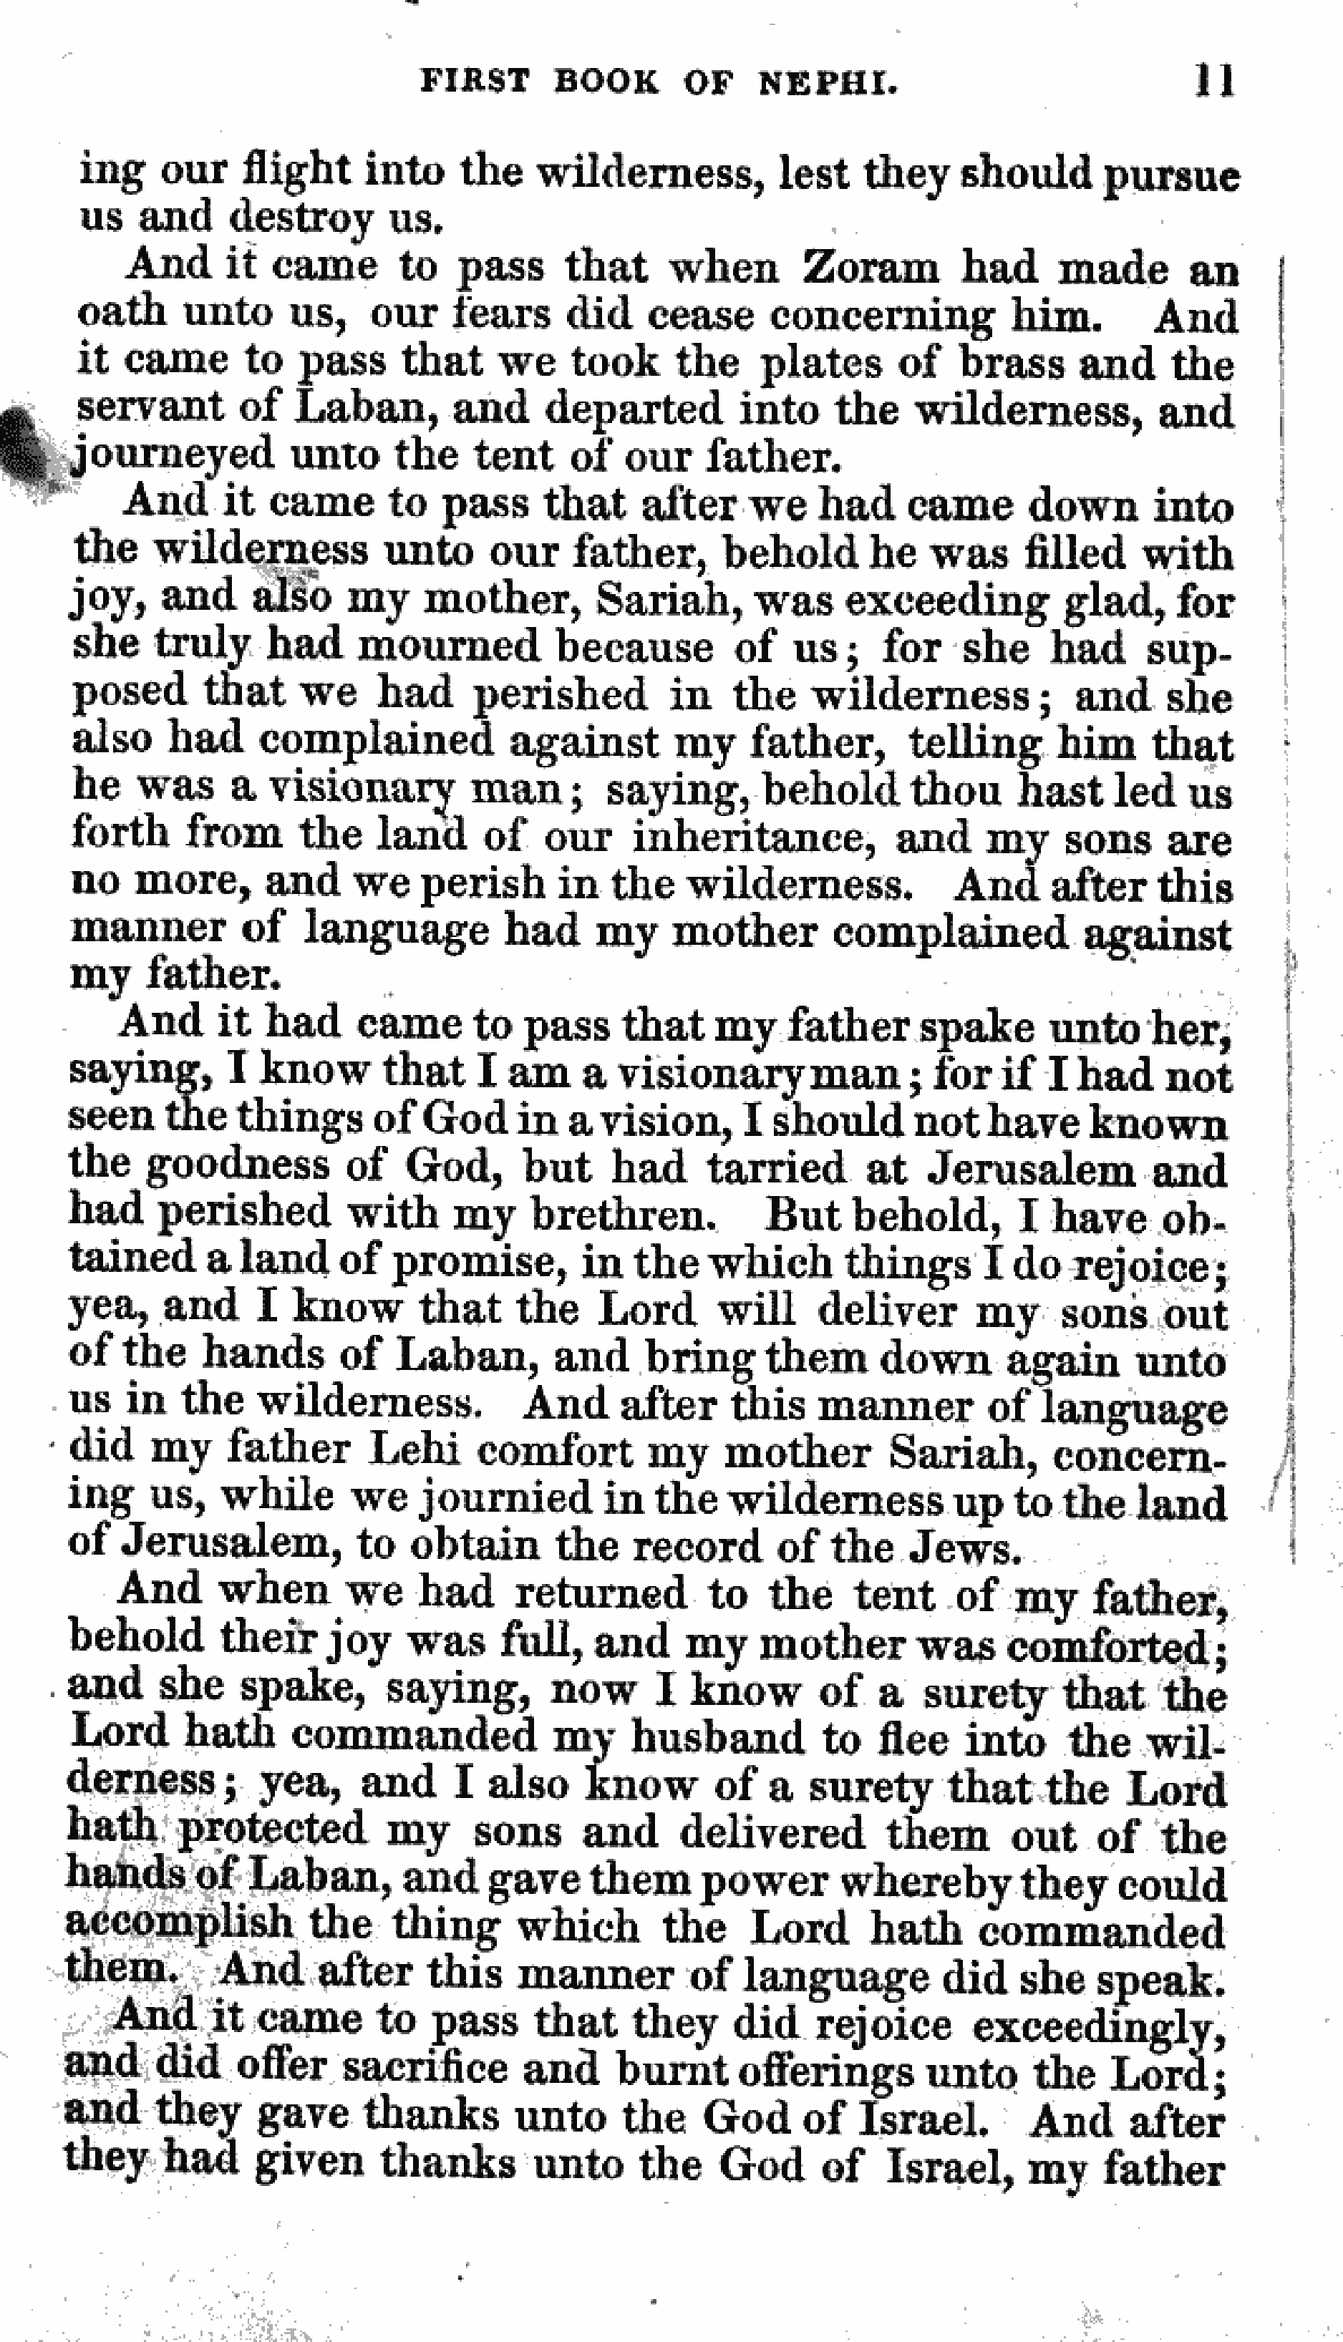 FIRST BOOK OF NEPHI. 11
ing our flight into the wilderness, lest they should pursue
us and destroy us.
And it came to pass that when Zoram had made an
oath unto us, our fears did cease concerning him. And
it came to pass that we took the plates of brass and the
servant of Laban, and departed into the wilderness, and
journeyed unto the tent of our father.
And it came to pass that after we had came down into
the wilderness unto our father, behold he was filled with
joy, and also my mother, Sariah, was exceeding glad, for
she truly had mourned because of us; for she had sup-
posed that we had perished in the wilderness; and she
also had complained against my father, telling him that
he was a visionary man; saying, behold thou hast led us
forth from the land of our inheritance, and my sons are
no more, and we perish in the wilderness. And after this
manner of language had my mother complained against
my father.
And it had came to pass that my father spake unto her,
saying, I know that I am a visionary man; for if I had not
seen the things of God in a vision, I should not have known
the goodness of God, but had tarried at Jerusalem and
had perished with my brethren. But behold, I have ob-
tained a land of promise, in the which things I do rejoice;
yea, and I know that the Lord will deliver my sons out
of the hands of Laban, and bring them down again unto
us in the wilderness. And after this manner of language
did my father Lehi comfort my mother Sariah, concern-
ing us, while we journied in the wilderness up to the land
of Jerusalem, to obtain the record of the Jews.
And when we had returned to the tent of my father,
behold their joy was full, and my mother was comforted;
and she spake, saying, now I know of a surety that the
Lord hath commanded my husband to flee into the wil-
derness; yea, and I also know of a surety that the Lord
hath protected my sons and delivered them out of the
hands of Laban, and gave them power whereby they could
accomplish the thing which the Lord hath commanded
them. And after this manner of language did she speak.
And it came to pass that they did rejoice exceedingly,
and did offer sacrifice and burnt offerings unto the Lord;
and they gave thanks unto the God of Israel. And after
they had given thanks unto the God of Israel, my father